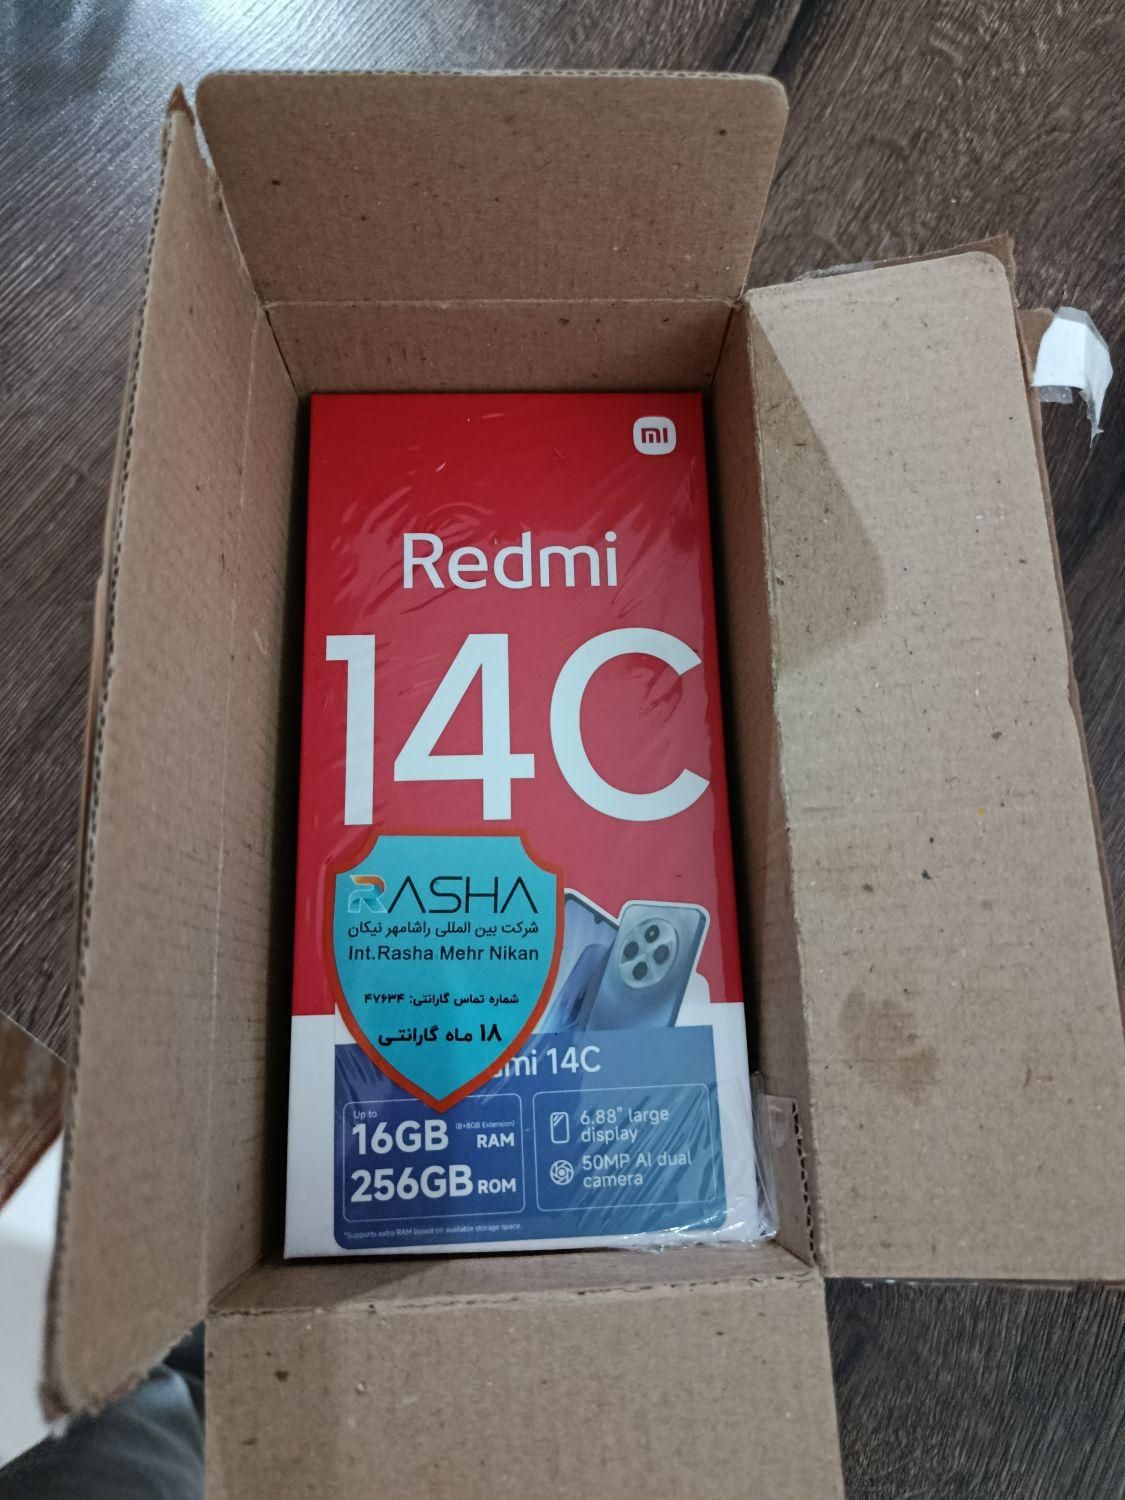 mi
Redmi
14C
RASHA
شرکت بین المللی راشامهر نیکان
Int.Rasha Mehr Nikan
شماره تماس گارانتی: ۴۷۶۳۴
۱۸ ماه گارانتی
mi 14C
Up to
16GB (8+8GB Extension) RAM
256GB ROM
6.88" large
display
50MP AI dual
camera
*Supports extra RAM based on available storage space.